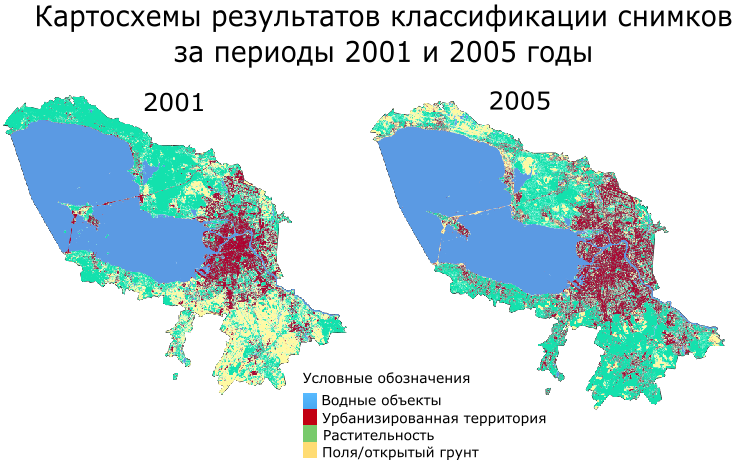 Картосхемы результатов классификации снимков
за периоды 2001 и 2005 годы
2001
2005
Условные обозначения
Водные объекты
Урбанизированная территория
Растительность
Поля/открытый грунт